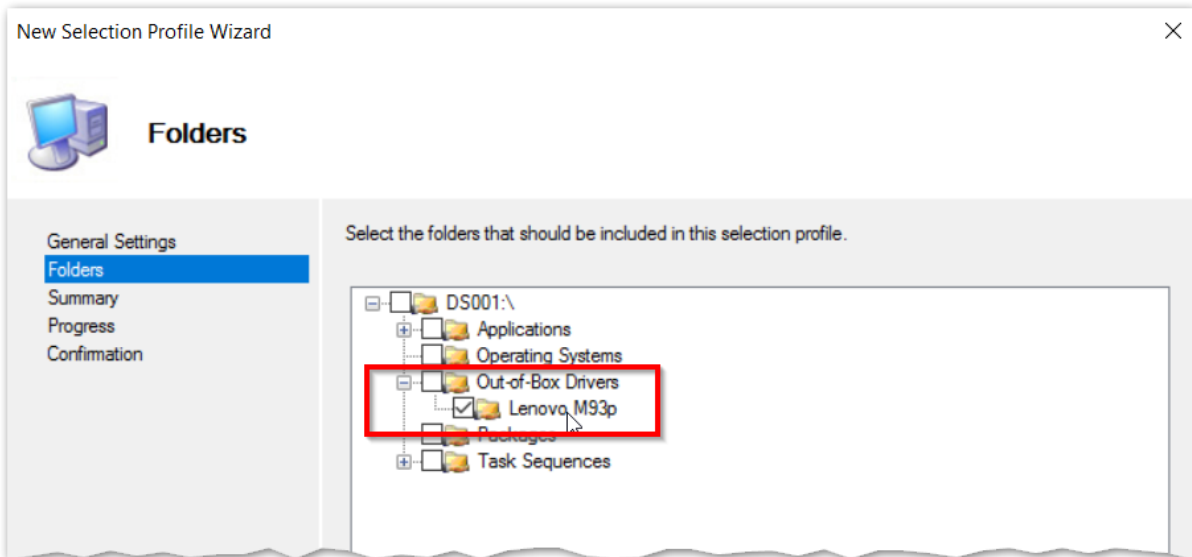 New Selection Profile Wizard
Folders
General Settings
Folders
Summary
Progress
Confirmation
Select the folders that should be included in this selection profile.
DS001:\
Applications
Operating Systems
Out-of-Box Drivers
Lenovo M93p
Packages
Task Sequences